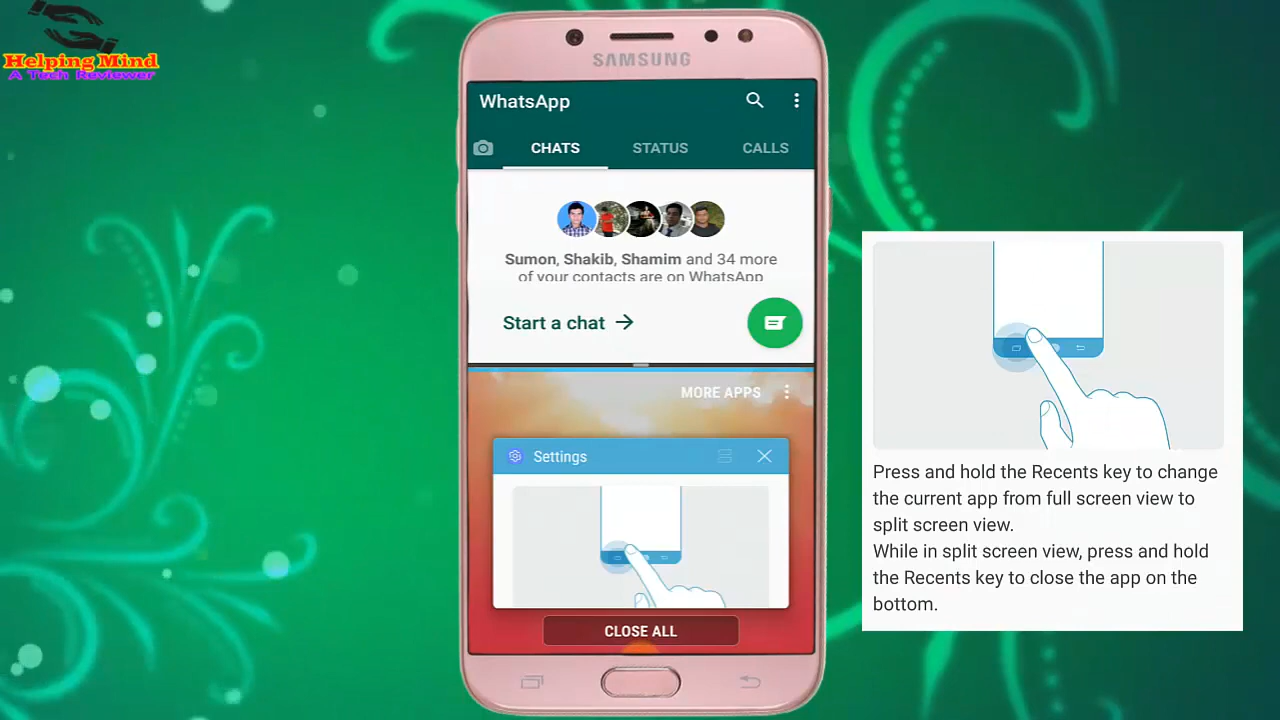 Helping Mind
A Tech Reviewer
SAMSUNG
WhatsApp
CHATS STATUS CALLS
Sumon, Shakib, Shamim and 34 more
of your contacts are on WhatsApp
Start a chat
MORE APPS
Settings
CLOSE ALL
Press and hold the Recents key to change
the current app from full screen view to
split screen view.
While in split screen view, press and hold
the Recents key to close the app on the
bottom.